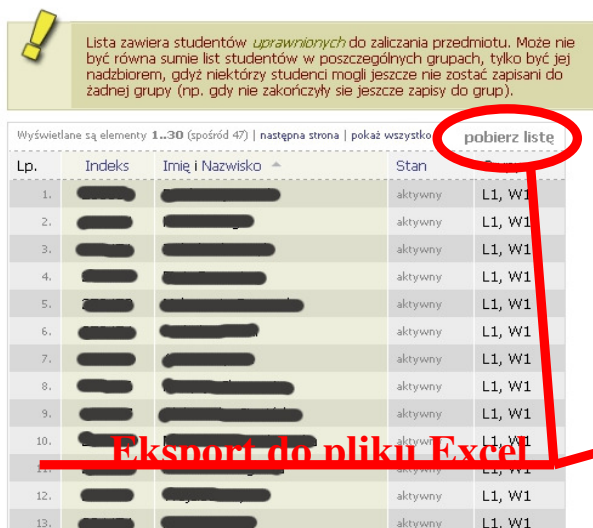 Lista zawiera studentów uprawnionych do zaliczania przedmiotu. Może nie
być równa sumie list studentów w poszczególnych grupach, tylko być jej
nadzbiorem, gdyż niektórzy studenci mogli jeszcze nie zostać zapisani do
żadnej grupy (np. gdy nie zakończyły sie jeszcze zapisy do grup).
Wyświetlane są elementy 1..30 (spośród 47) | następna strona | pokaż wszystko pobierz listę
Lp. Indeks Imię i Nazwisko Stan
1. aktywny L1, W1
2. aktywny L1, W1
3. aktywny L1, W1
4. aktywny L1, W1
5. aktywny L1, W1
6. aktywny L1, W1
7. aktywny L1, W1
8. aktywny L1, W1
9. aktywny L1, W1
10. aktywny L1, W1
Eksport do pliku Excel
11. aktywny L1, W1
12. aktywny L1, W1
13. aktywny L1, W1